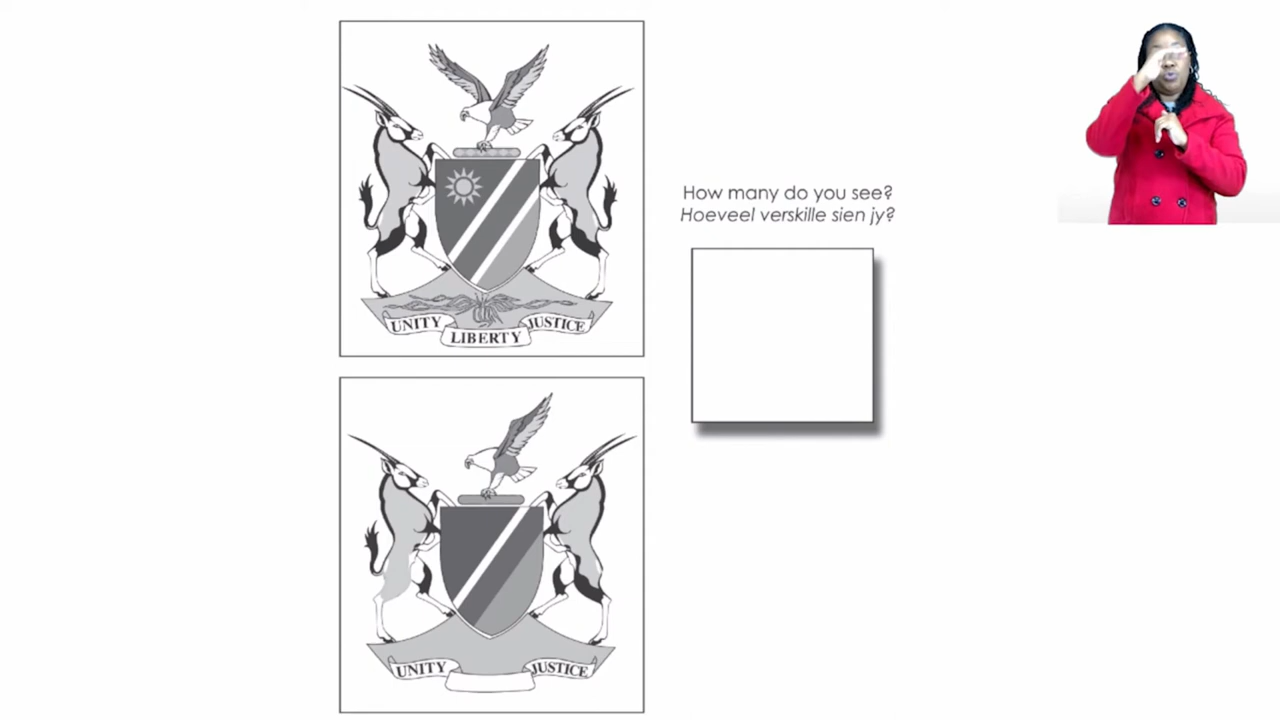 UNITY
JUSTICE
LIBERTY
How many do you see?
Hoeveel verskille sien jy?
UNITY
JUSTICE